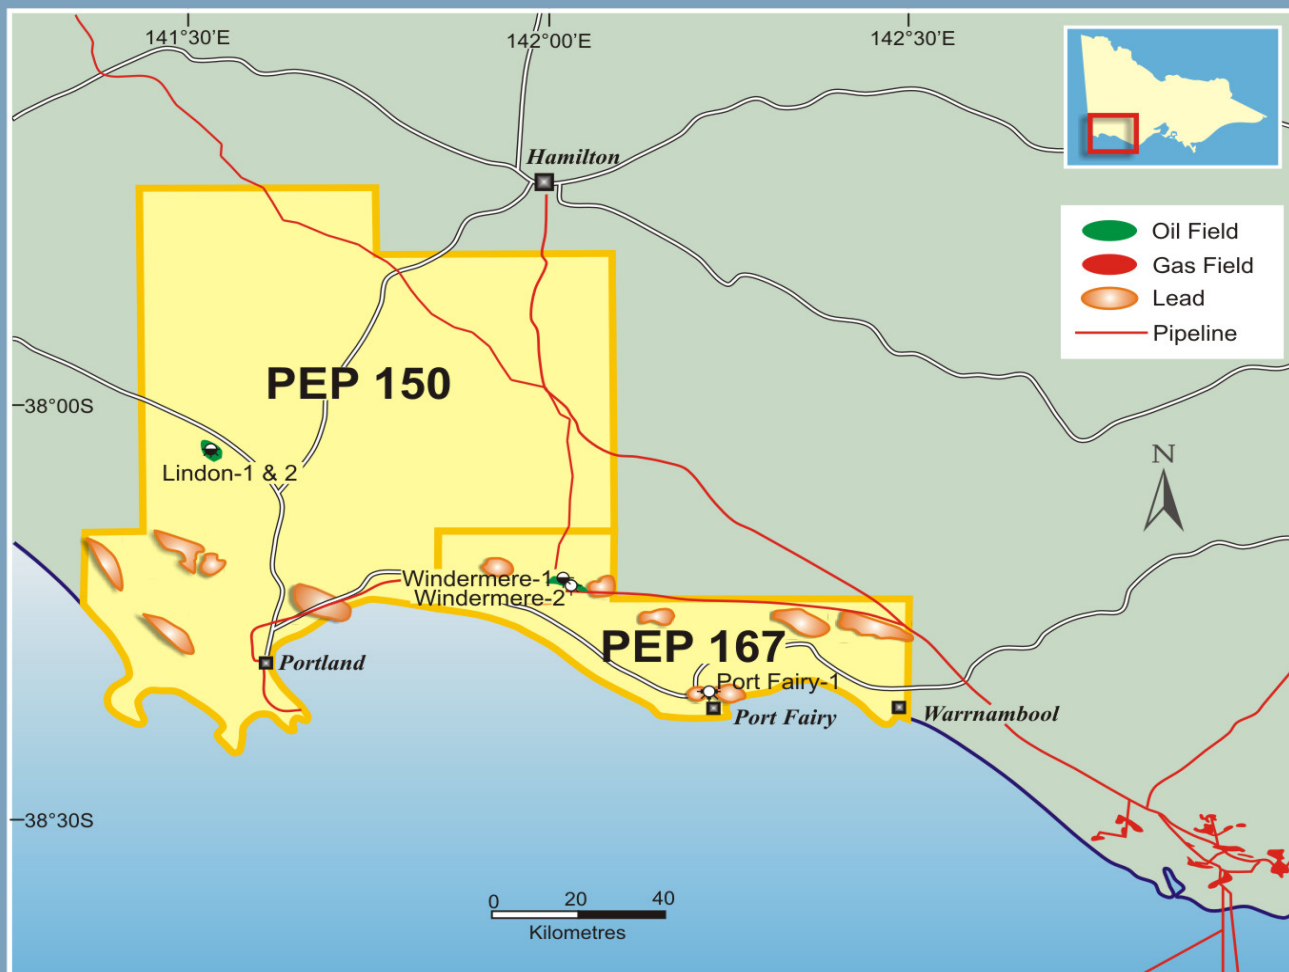 141°30'E
142°00'E
142°30'E
Hamilton
Oil Field
Gas Field
Lead
Pipeline
PEP 150
38°00S
N
Lindon-1 & 2
Windermere-1
Windermere-2
PEP 167
Portland
Port Fairy-1
Port Fairy
Warrnambool
38°30S
0 20 40
Kilometres